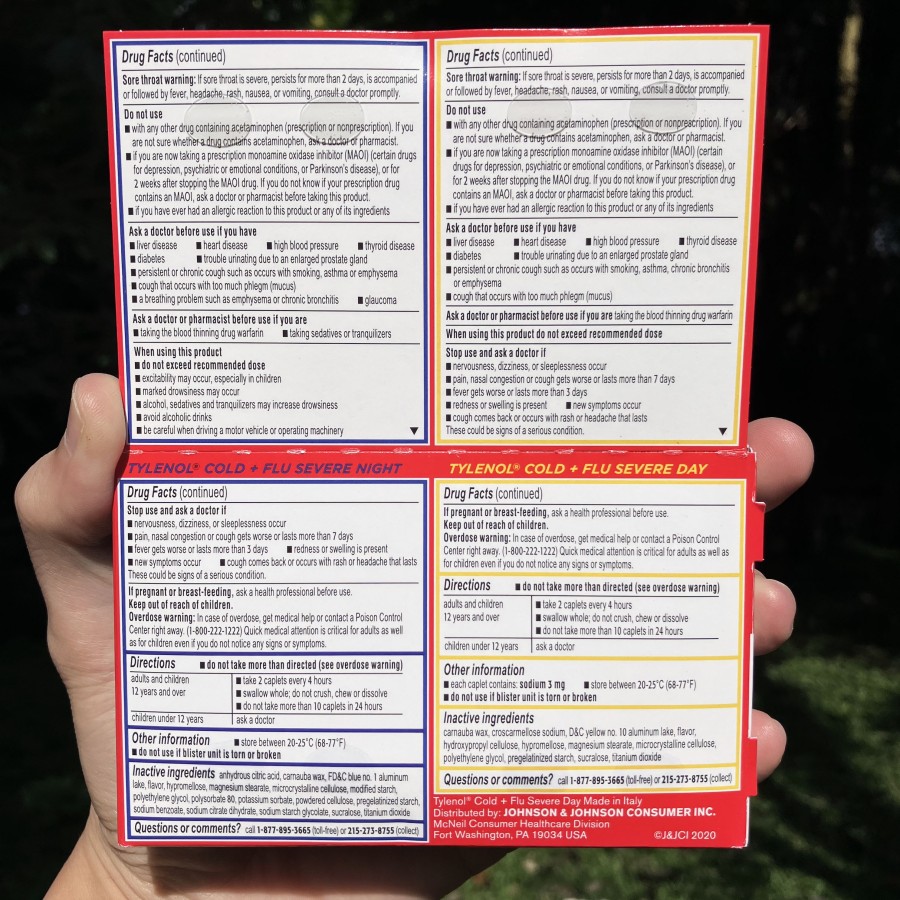 Drug Facts (continued)
Sore throat warning: If sore throat is severe, persists for more than 2 days, is accompanied
or followed by fever, headache, rash, nausea, or vomiting, consult a doctor promptly.
Do not use
■ with any other drug containing acetaminophen (prescription or nonprescription). If you
are not sure whether a drug contains acetaminophen, ask a doctor or pharmacist.
■ if you are now taking a prescription monoamine oxidase inhibitor (MAOI) (certain drugs
for depression, psychiatric or emotional conditions, or Parkinson's disease), or for
2 weeks after stopping the MAOI drug. If you do not know if your prescription drug
contains an MAOI, ask a doctor or pharmacist before taking this product.
■ if you have ever had an allergic reaction to this product or any of its ingredients
Ask a doctor before use if you have
■ liver disease ■ heart disease ■ high blood pressure ■ thyroid disease
■ diabetes ■ trouble urinating due to an enlarged prostate gland
■ persistent or chronic cough such as occurs with smoking, asthma or emphysema
■ cough that occurs with too much phlegm (mucus)
■ a breathing problem such as emphysema or chronic bronchitis ■ glaucoma
Ask a doctor or pharmacist before use if you are
■ taking the blood thinning drug warfarin ■ taking sedatives or tranquilizers
When using this product
■ do not exceed recommended dose
■ excitability may occur, especially in children
■ marked drowsiness may occur
■ alcohol, sedatives and tranquilizers may increase drowsiness
■ avoid alcoholic drinks
■ be careful when driving a motor vehicle or operating machinery ▼
Drug Facts (continued)
Sore throat warning: If sore throat is severe, persists for more than 2 days, is accompanied
or followed by fever, headache, rash, nausea, or vomiting, consult a doctor promptly.
Do not use
■ with any other drug containing acetaminophen (prescription or nonprescription). If you
are not sure whether a drug contains acetaminophen, ask a doctor or pharmacist.
■ if you are now taking a prescription monoamine oxidase inhibitor (MAOI) (certain
drugs for depression, psychiatric or emotional conditions, or Parkinson's disease), or
for 2 weeks after stopping the MAOI drug. If you do not know if your prescription drug
contains an MAOI, ask a doctor or pharmacist before taking this product.
■ if you have ever had an allergic reaction to this product or any of its ingredients
Ask a doctor before use if you have
■ liver disease ■ heart disease ■ high blood pressure ■ thyroid disease
■ diabetes ■ trouble urinating due to an enlarged prostate gland
■ persistent or chronic cough such as occurs with smoking, asthma, chronic bronchitis
or emphysema
■ cough that occurs with too much phlegm (mucus)
Ask a doctor or pharmacist before use if you are taking the blood thinning drug warfarin
When using this product do not exceed recommended dose
Stop use and ask a doctor if
■ nervousness, dizziness, or sleeplessness occur
■ pain, nasal congestion or cough gets worse or lasts more than 7 days
■ fever gets worse or lasts more than 3 days
■ redness or swelling is present ■ new symptoms occur
■ cough comes back or occurs with rash or headache that lasts
These could be signs of a serious condition. ▼
TYLENOL® COLD + FLU SEVERE NIGHT
Drug Facts (continued)
Stop use and ask a doctor if
■ nervousness, dizziness, or sleeplessness occur
■ pain, nasal congestion or cough gets worse or lasts more than 7 days
■ fever gets worse or lasts more than 3 days ■ redness or swelling is present
■ new symptoms occur ■ cough comes back or occurs with rash or headache that lasts
These could be signs of a serious condition.
If pregnant or breast-feeding, ask a health professional before use.
Keep out of reach of children.
Overdose warning: In case of overdose, get medical help or contact a Poison Control
Center right away. (1-800-222-1222) Quick medical attention is critical for adults as well
as for children even if you do not notice any signs or symptoms.
Directions ■ do not take more than directed (see overdose warning)
adults and children ■ take 2 caplets every 4 hours
12 years and over ■ swallow whole; do not crush, chew or dissolve
■ do not take more than 10 caplets in 24 hours
children under 12 years ask a doctor
Other information ■ store between 20-25°C (68-77°F)
■ do not use if blister unit is torn or broken
Inactive ingredients anhydrous citric acid, carnauba wax, FD&C blue no. 1 aluminum
lake, flavor, hypromellose, magnesium stearate, microcrystalline cellulose, modified starch,
polyethylene glycol, polysorbate 80, potassium sorbate, powdered cellulose, pregelatinized starch,
sodium benzoate, sodium citrate dihydrate, sodium starch glycolate, sucralose, titanium dioxide
Questions or comments? call 1-877-895-3665 (toll-free) or 215-273-8755 (collect)
TYLENOL® COLD + FLU SEVERE DAY
Drug Facts (continued)
If pregnant or breast-feeding, ask a health professional before use.
Keep out of reach of children.
Overdose warning: In case of overdose, get medical help or contact a Poison Control
Center right away. (1-800-222-1222) Quick medical attention is critical for adults as well as
for children even if you do not notice any signs or symptoms.
Directions ■ do not take more than directed (see overdose warning)
adults and children ■ take 2 caplets every 4 hours
12 years and over ■ swallow whole; do not crush, chew or dissolve
■ do not take more than 10 caplets in 24 hours
children under 12 years ask a doctor
Other information
■ each caplet contains: sodium 3 mg ■ store between 20-25°C (68-77°F)
■ do not use if blister unit is torn or broken
Inactive ingredients
carnauba wax, croscarmellose sodium, D&C yellow no. 10 aluminum lake, flavor,
hydroxypropyl cellulose, hypromellose, magnesium stearate, microcrystalline cellulose,
polyethylene glycol, pregelatinized starch, sucralose, titanium dioxide
Questions or comments? call 1-877-895-3665 (toll-free) or 215-273-8755 (collect)
Tylenol® Cold + Flu Severe Day Made in Italy
Distributed by: JOHNSON & JOHNSON CONSUMER INC.
McNeil Consumer Healthcare Division
Fort Washington, PA 19034 USA ©J&JCI 2020